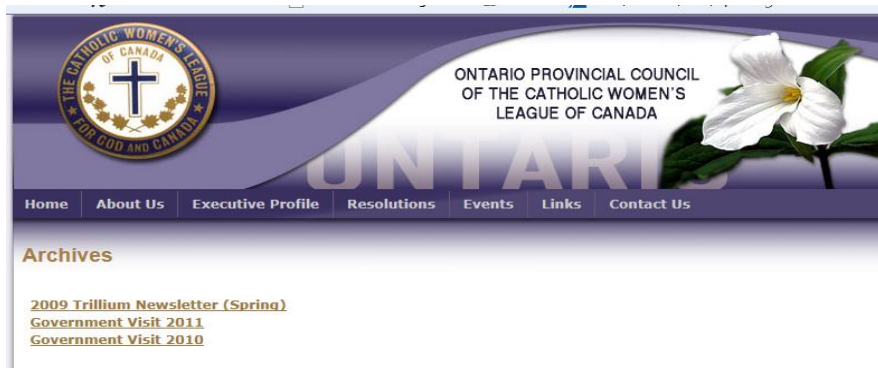 THE CATHOLIC WOMEN'S LEAGUE
OF CANADA
FOR GOD AND CANADA
ONTARIO PROVINCIAL COUNCIL
OF THE CATHOLIC WOMEN'S
LEAGUE OF CANADA
ONTARIO
Home About Us Executive Profile Resolutions Events Links Contact Us
Archives
2009 Trillium Newsletter (Spring)
Government Visit 2011
Government Visit 2010